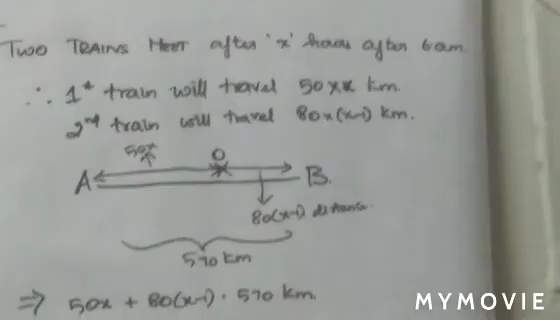 TWO TRAINS MEET after 'x' hours after 6am
∴ 1st train will travel 50×x km.
2nd train will travel 80×(x-1) km.
50x
O
A
B.
80(x-1) distance.
570 km
⇒ 50x + 80(x-1) · 570 km.
MYMOVIE